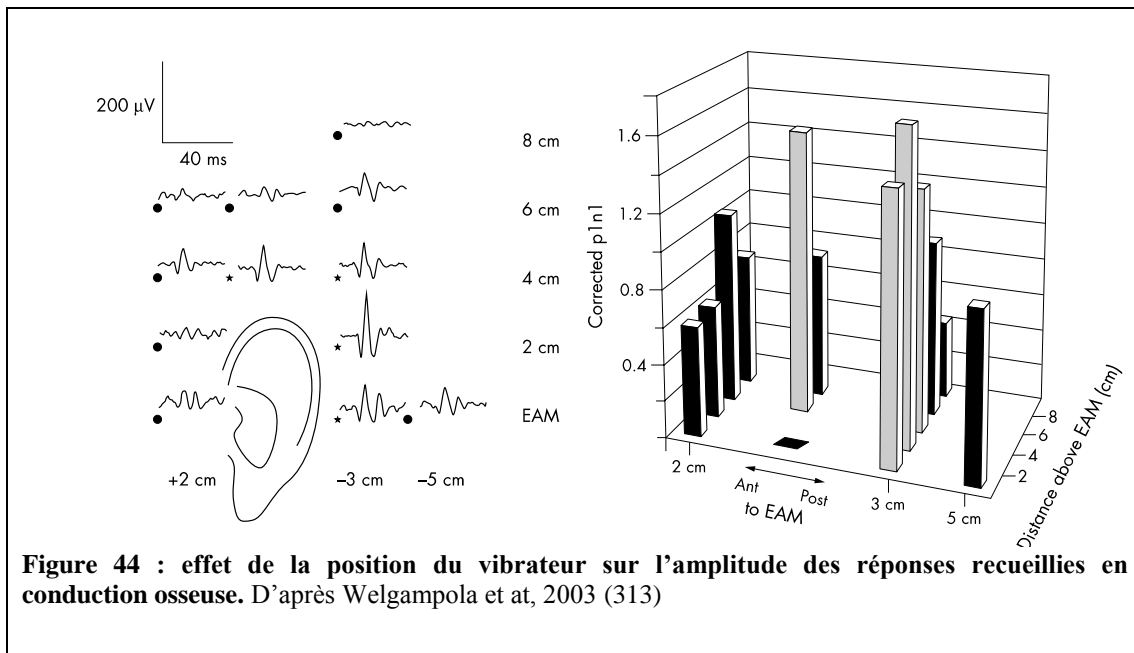 200 µV
40 ms
8 cm
6 cm
4 cm
2 cm
EAM
+2 cm
–3 cm
–5 cm
Corrected p1n1
1.6
1.2
0.8
0.4
2 cm
Ant
Post
to EAM
3 cm
5 cm
2
4
6
8
Distance above EAM (cm)
Figure 44 : effet de la position du vibrateur sur l’amplitude des réponses recueillies en
conduction osseuse. D’après Welgampola et at, 2003 (313)